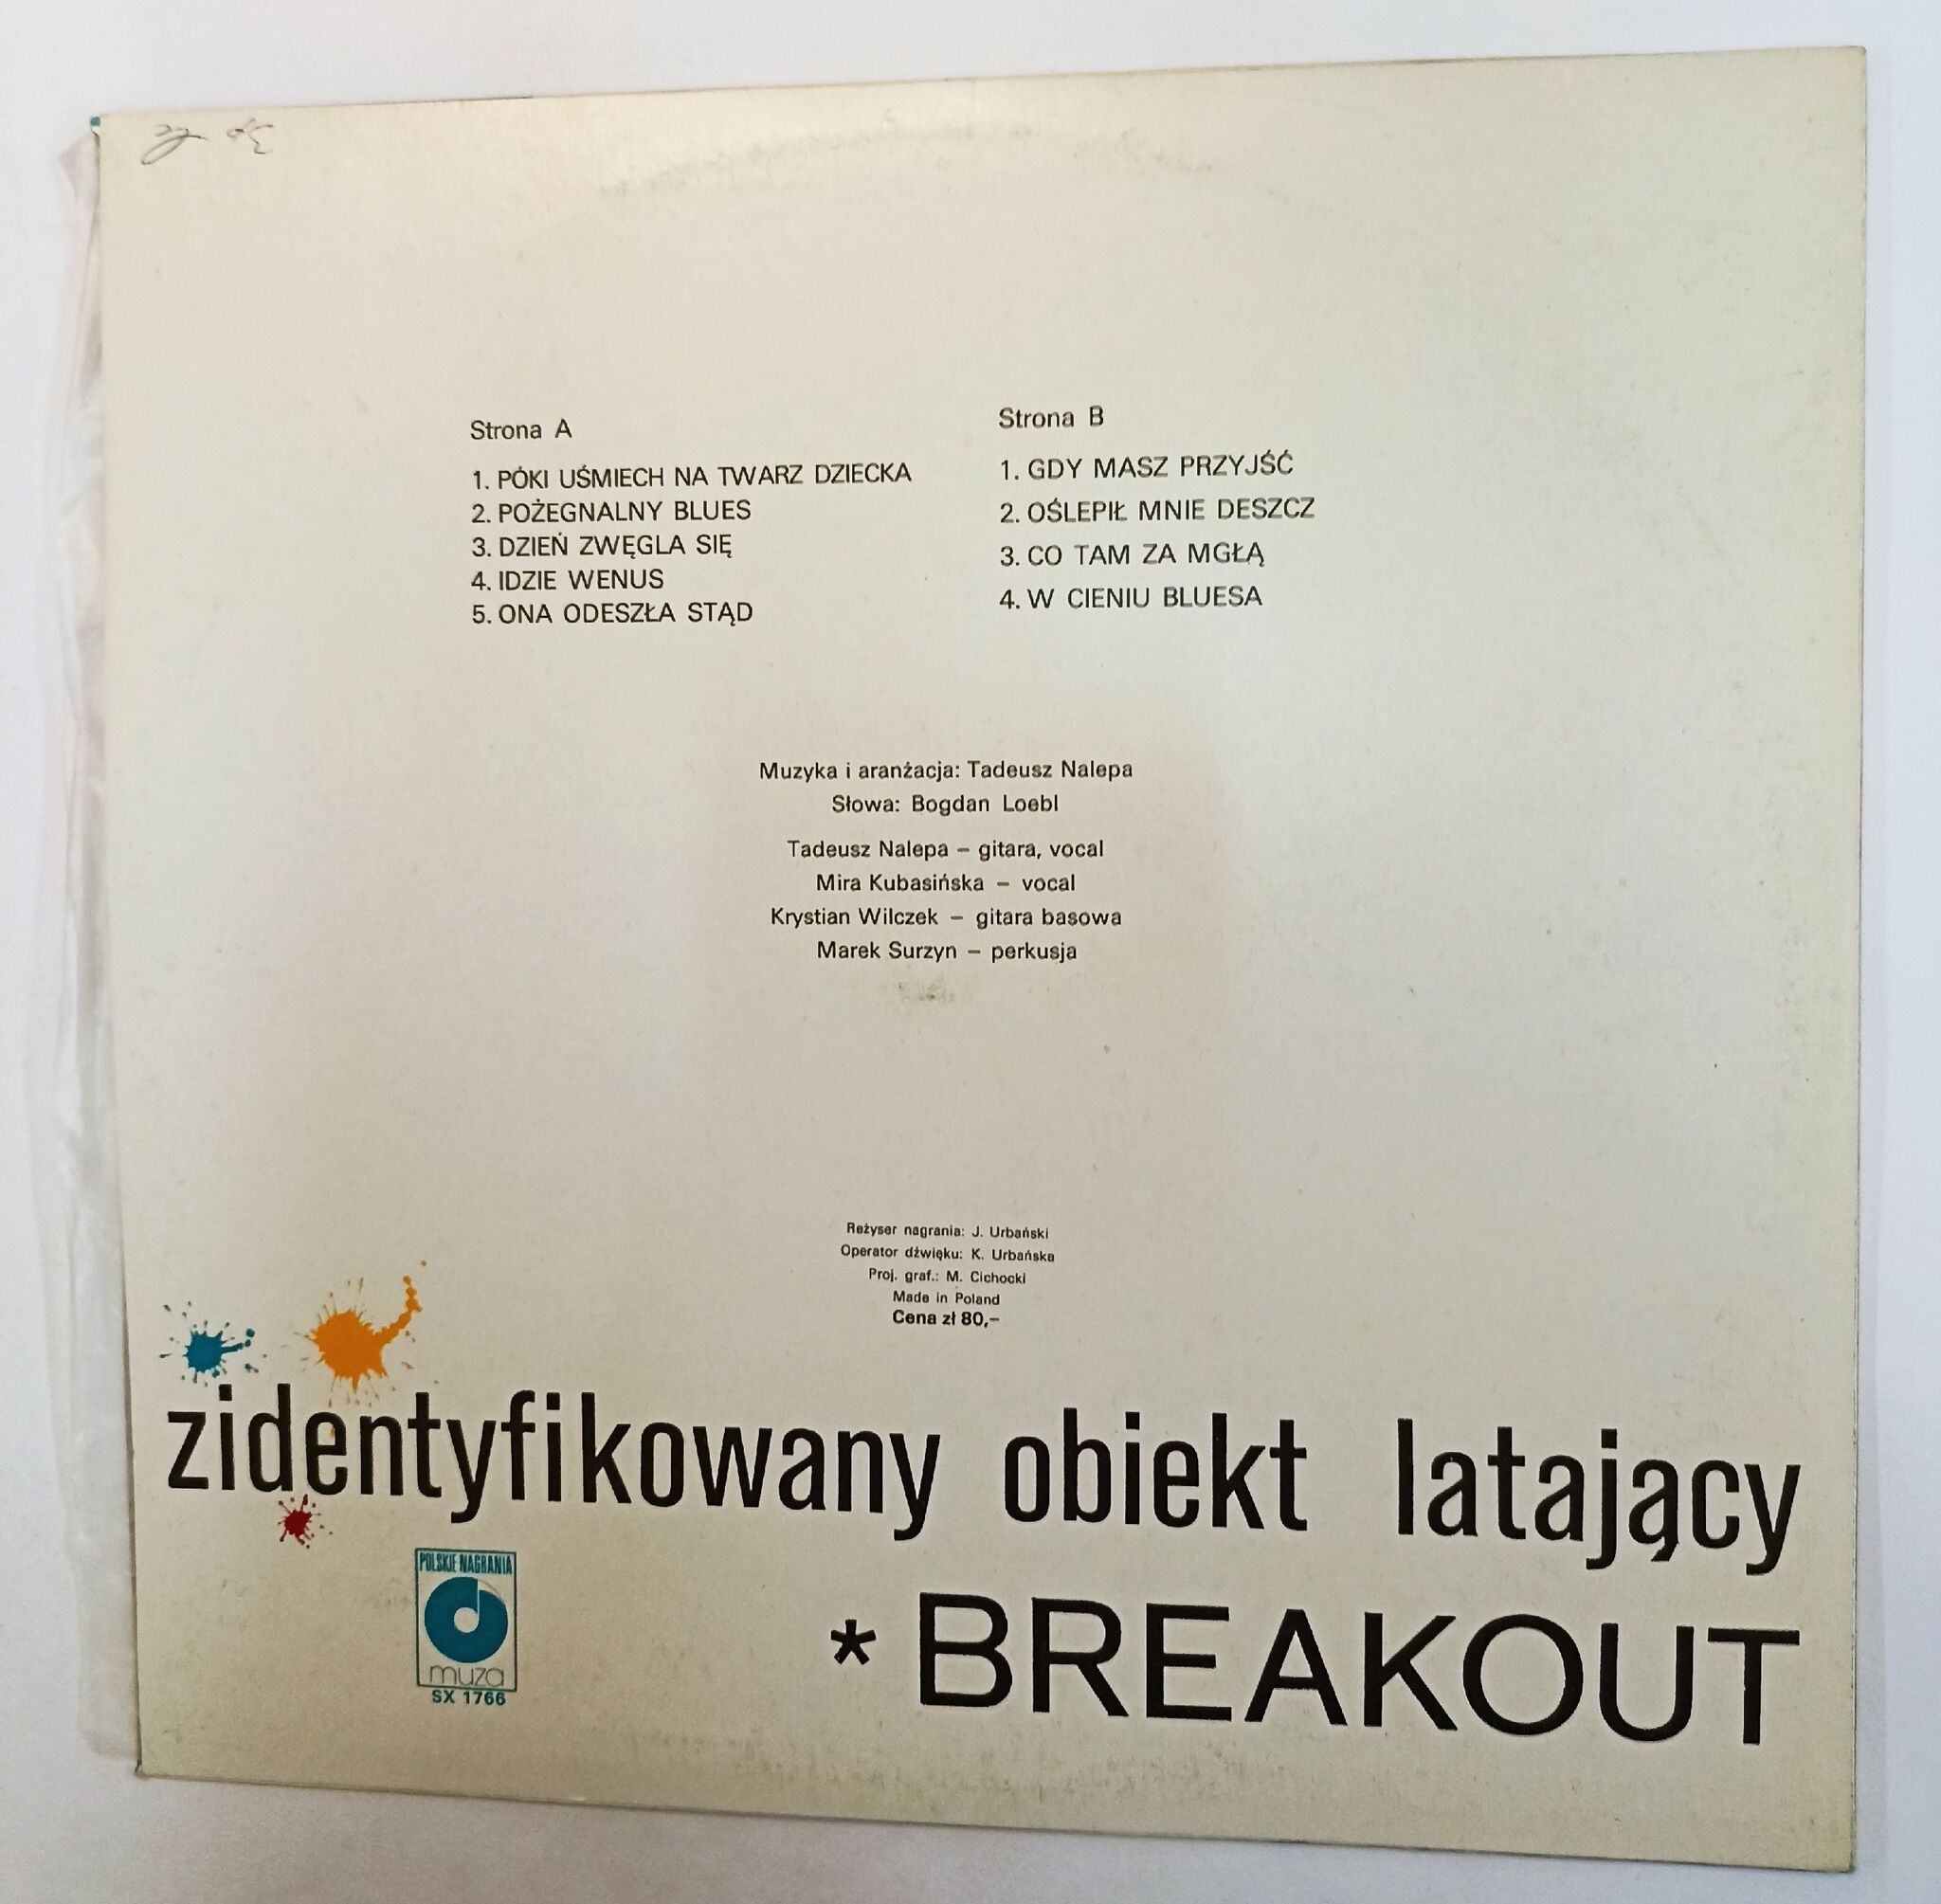 Strona A
1. PÓKI UŚMIECH NA TWARZ DZIECKA
2. POŻEGNALNY BLUES
3. DZIEŃ ZWĘGLA SIĘ
4. IDZIE WENUS
5. ONA ODESZŁA STĄD
Strona B
1. GDY MASZ PRZYJŚĆ
2. OŚLEPIŁ MNIE DESZCZ
3. CO TAM ZA MGŁĄ
4. W CIENIU BLUESA
Muzyka i aranżacja: Tadeusz Nalepa
Słowa: Bogdan Loebl
Tadeusz Nalepa – gitara, vocal
Mira Kubasińska – vocal
Krystian Wilczek – gitara basowa
Marek Surzyn – perkusja
Reżyser nagrania: J. Urbański
Operator dźwięku: K. Urbańska
Proj. graf.: M. Cichocki
Made in Poland
Cena zł 80,–
zidentyfikowany obiekt latający
* BREAKOUT
POLSKIE NAGRANIA
muza
SX 1766